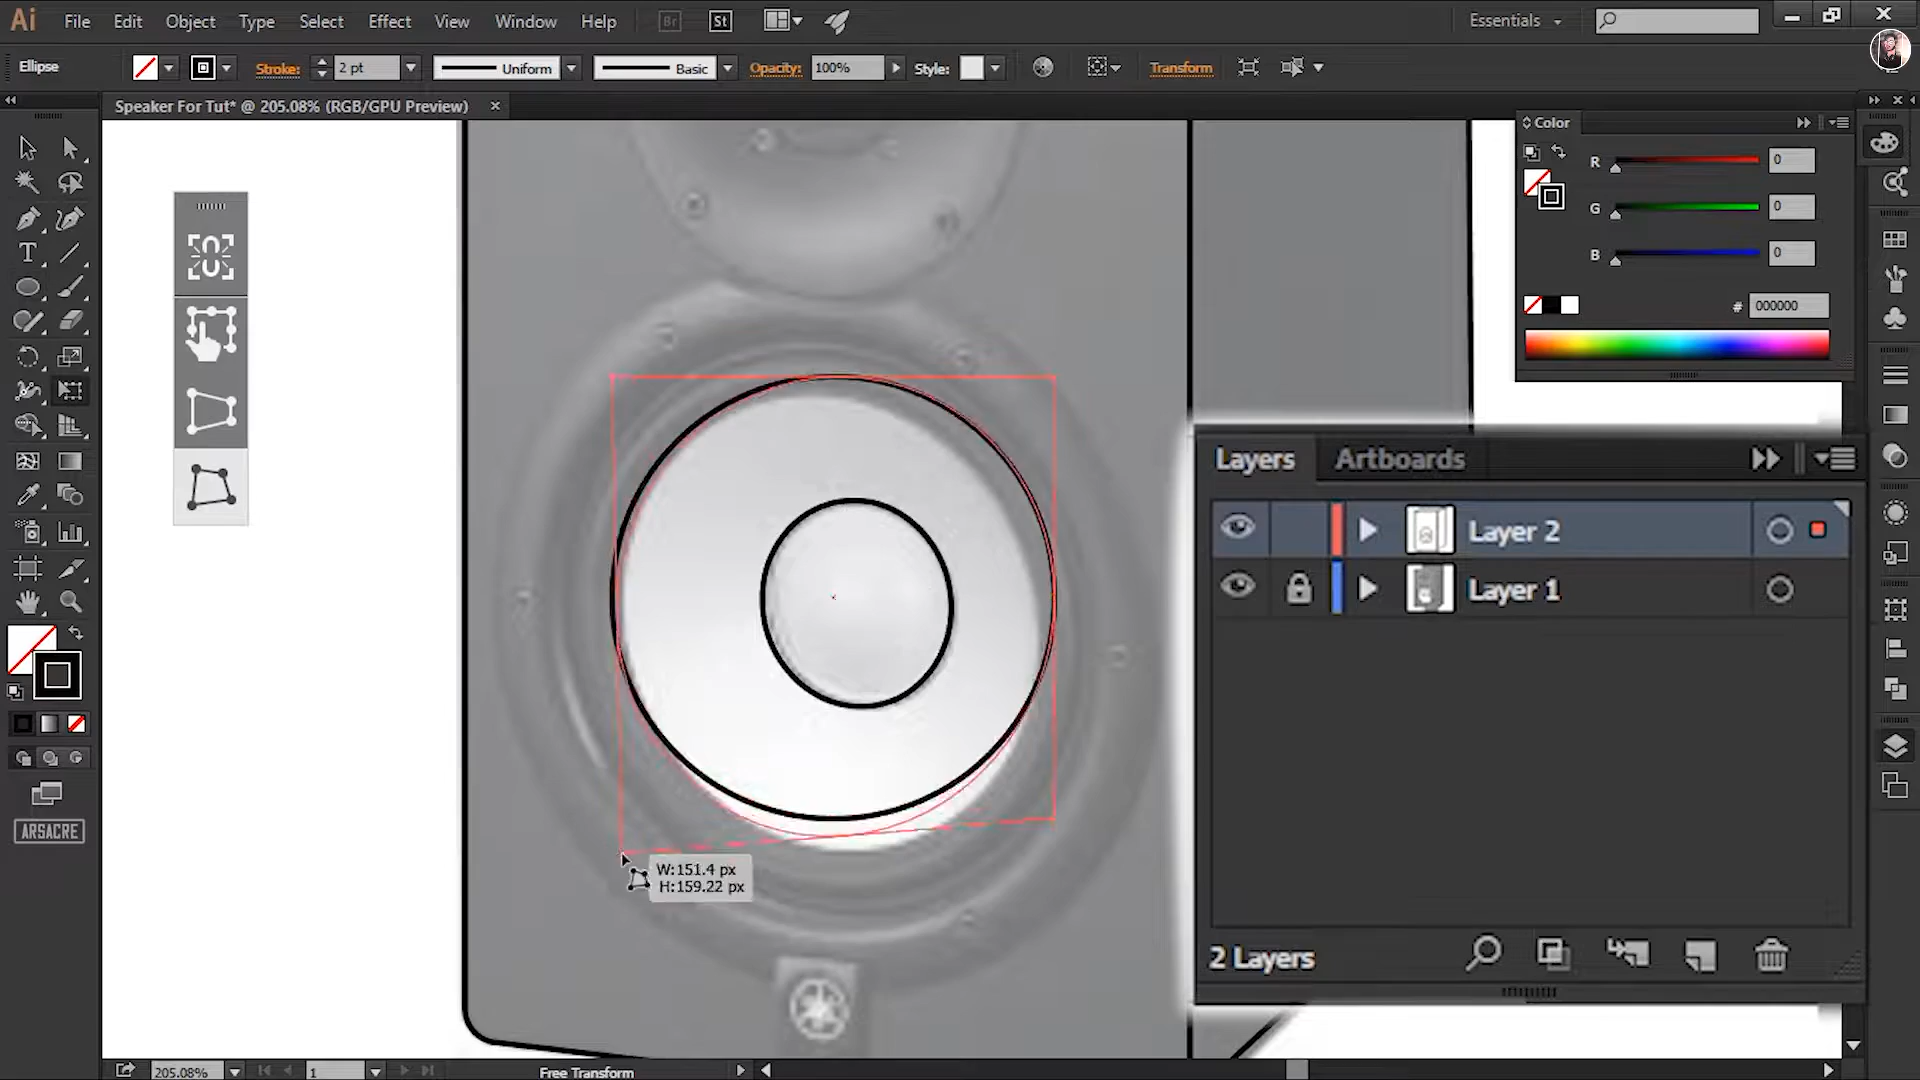 Ai File Edit Object Type Select Effect View Window Help Br St Essentials
Ellipse Stroke: 2 pt Uniform Basic Opacity: 100% Style: Transform
Speaker For Tut* @ 205.08% (RGB/GPU Preview)
Color
R 0
G 0
B 0
# 000000
Layers Artboards
Layer 2
Layer 1
ARSACRE
W:151.4 px
H:159.22 px
2 Layers
205.08% 1 Free Transform